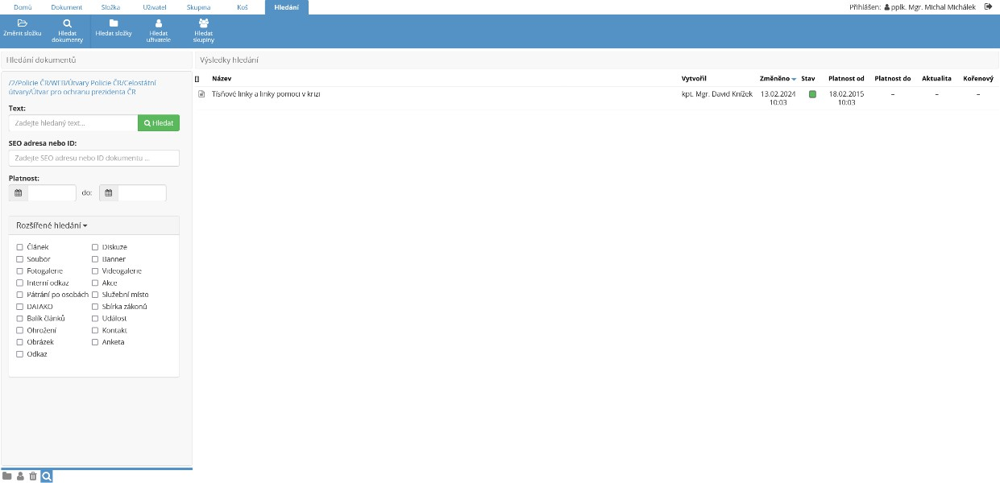 Domů Dokument Složka Uživatel Skupina Koš Hledání Přihlášen: pplk. Mgr. Michal Michálek
Změnit složku Hledat dokumenty Hledat složky Hledat uživatele Hledat skupiny
Hledání dokumentů
/2/Policie ČR/WEB/Útvary Policie ČR/Celostátní
útvary/Útvar pro ochranu prezidenta ČR
Text:
Zadejte hledaný text... Hledat
SEO adresa nebo ID:
Zadejte SEO adresu nebo ID dokumentu ...
Platnost:
do:
Rozšířené hledání
Článek Diskuze
Soubor Banner
Fotogalerie Videogalerie
Interní odkaz Akce
Pátrání po osobách Služební místo
DATAKO Sbírka zákonů
Balík článků Událost
Ohrožení Kontakt
Obrázek Anketa
Odkaz
Výsledky hledání
[] Název Vytvořil Změněno Stav Platnost od Platnost do Aktualita Kořenový
Tísňové linky a linky pomoci v krizi kpt. Mgr. David Knížek 13.02.2024 18.02.2015 – – –
10:03 10:03